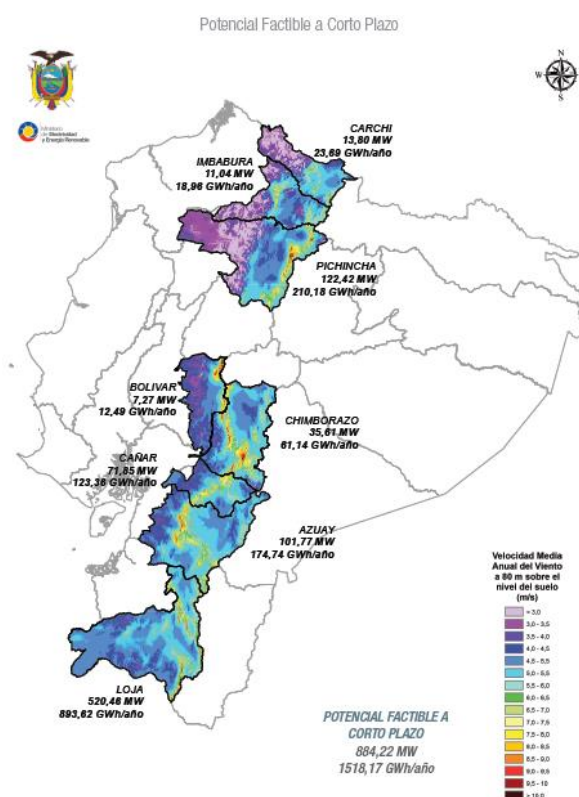 Potencial Factible a Corto Plazo
N
W E
S
Ministerio
de Electricidad
y Energía Renovable
CARCHI
13,80 MW
23,69 GWh/año
IMBABURA
11,04 MW
18,96 GWh/año
PICHINCHA
122,42 MW
210,18 GWh/año
BOLIVAR
7,27 MW
12,49 GWh/año
CHIMBORAZO
35,61 MW
61,14 GWh/año
CAÑAR
71,85 MW
123,36 GWh/año
AZUAY
101,77 MW
174,74 GWh/año
LOJA
520,46 MW
893,62 GWh/año
POTENCIAL FACTIBLE A
CORTO PLAZO
884,22 MW
1518,17 GWh/año
Velocidad Media
Anual del Viento
a 80 m sobre el
nivel del suelo
(m/s)
3,0 - 3,5
3,5 - 4,0
4,0 - 4,5
4,5 - 5,5
5,0 - 5,5
5,5 - 6,0
6,0 - 6,5
6,5 - 7,0
7,0 - 7,5
7,5 - 8,0
8,0 - 8,5
8,5 - 9,0
9,0 - 9,5
9,5 - 10
> 10,0